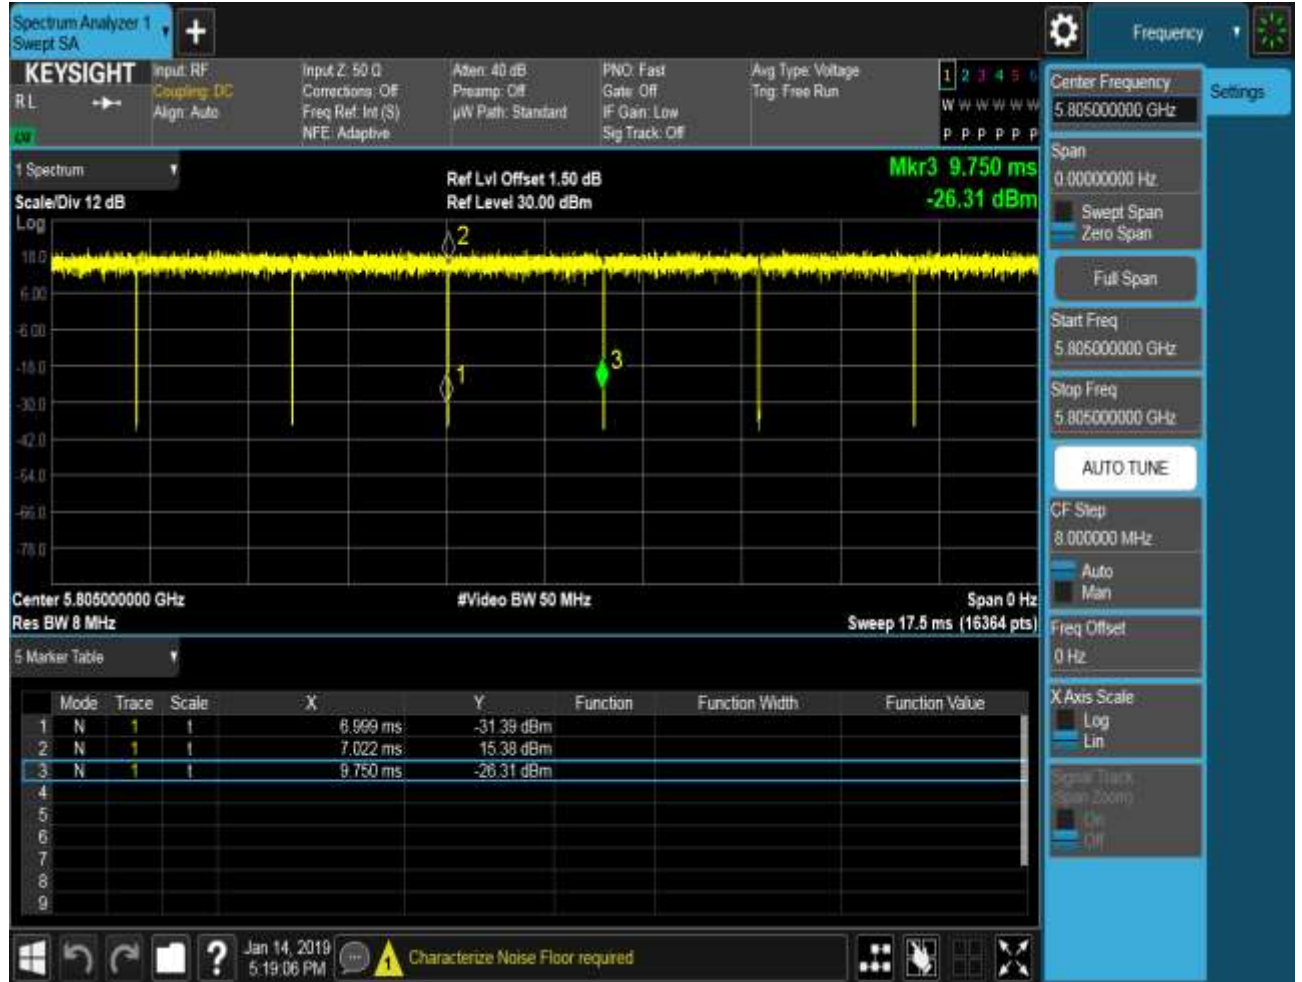 Spectrum Analyzer 1
Swept SA
+
Frequency
KEYSIGHT
R L
Input: RF
Coupling: DC
Align: Auto
Input Z: 50 Ω
Corrections: Off
Freq Ref: Int (S)
NFE: Adaptive
Atten: 40 dB
Preamp: Off
µW Path: Standard
PNO: Fast
Gate: Off
IF Gain: Low
Sig Track: Off
Avg Type: Voltage
Trig: Free Run
1 2 3 4 5 6
W W W W W W
P P P P P P
1 Spectrum
Scale/Div 12 dB
Log
Ref Lvl Offset 1.50 dB
Ref Level 30.00 dBm
Mkr3 9.750 ms
-26.31 dBm
18.0
6.00
-6.00
-18.0
-30.0
-42.0
-54.0
-66.0
-78.0
2
1
3
Center 5.805000000 GHz
Res BW 8 MHz
#Video BW 50 MHz
Span 0 Hz
Sweep 17.5 ms (16364 pts)
5 Marker Table
Mode Trace Scale X Y Function Function Width Function Value
1 N 1 t 6.999 ms -31.39 dBm
2 N 1 t 7.022 ms 15.38 dBm
3 N 1 t 9.750 ms -26.31 dBm
4
5
6
7
8
9
Center Frequency
5.805000000 GHz
Settings
Span
0.00000000 Hz
Swept Span
Zero Span
Full Span
Start Freq
5.805000000 GHz
Stop Freq
5.805000000 GHz
AUTO TUNE
CF Step
8.000000 MHz
Auto
Man
Freq Offset
0 Hz
X Axis Scale
Log
Lin
Signal Track
(Span Zoom)
On
Off
?
Jan 14, 2019
5:19:06 PM
1
Characterize Noise Floor required